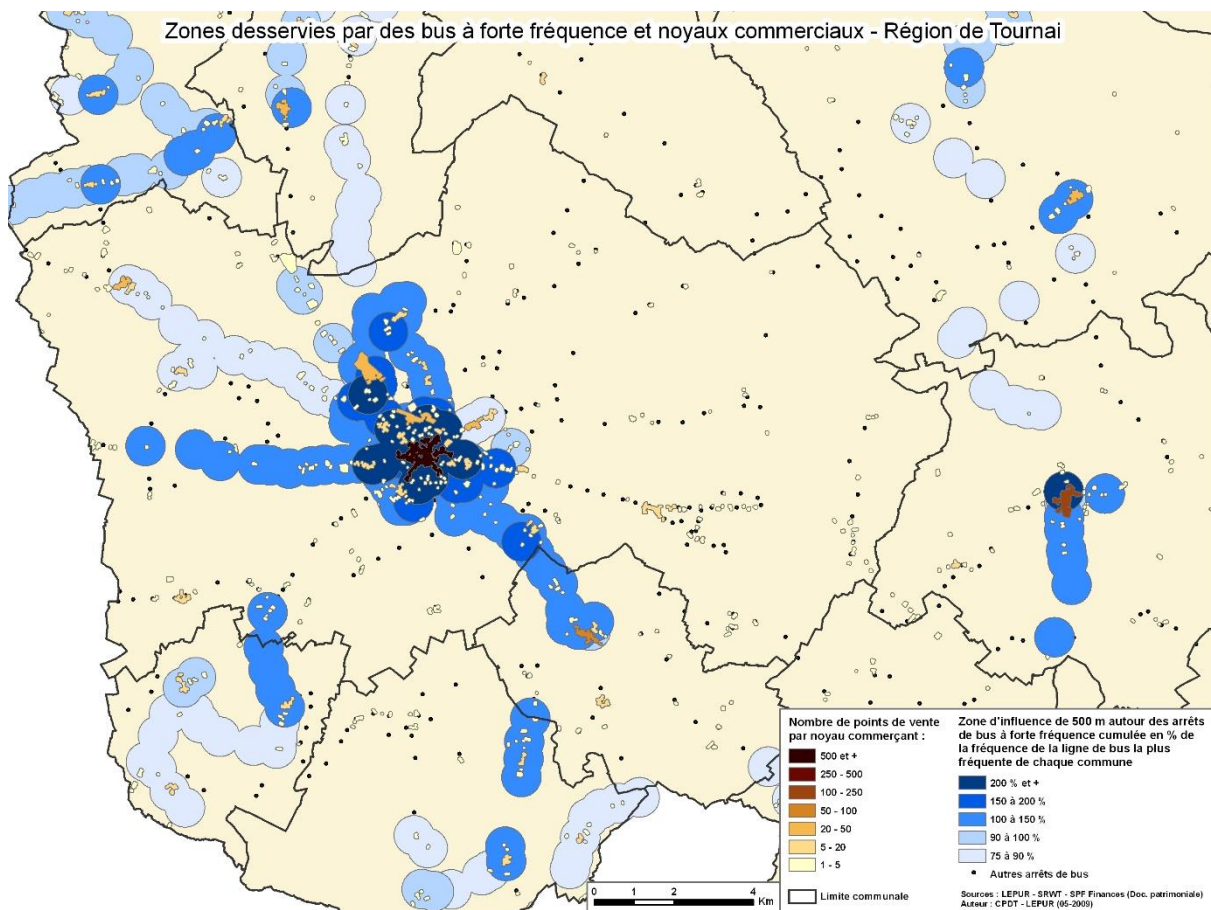 Zones desservies par des bus à forte fréquence et noyaux commerciaux - Région de Tournai
Nombre de points de vente
par noyau commerçant :
500 et +
250 - 500
100 - 250
50 - 100
20 - 50
5 - 20
1 - 5
Limite communale
Zone d'influence de 500 m autour des arrêts
de bus à forte fréquence cumulée en % de
la fréquence de la ligne de bus la plus
fréquente de chaque commune
200 % et +
150 à 200 %
100 à 150 %
90 à 100 %
75 à 90 %
Autres arrêts de bus
Sources : LEPUR - SRWT - SPF Finances (Doc. patrimoniale)
Auteur : CPDT - LEPUR (05-2009)
0 1 2 4
Km